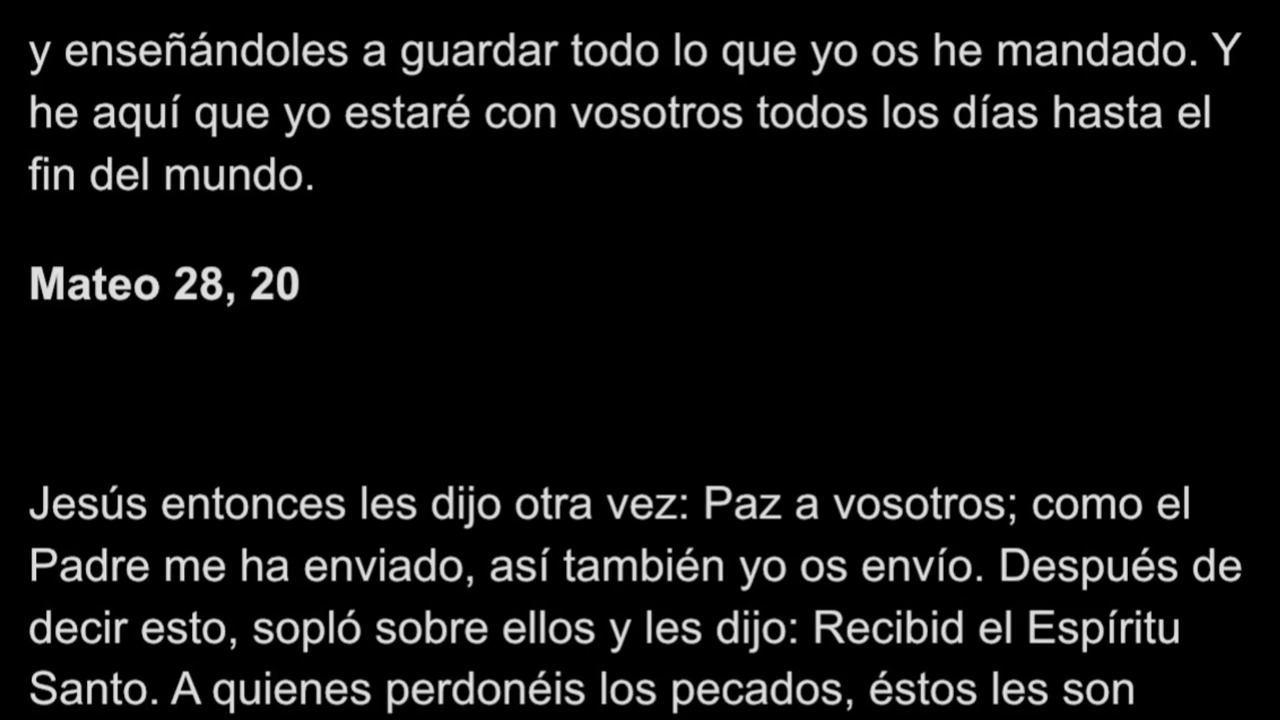 y enseñándoles a guardar todo lo que yo os he mandado. Y
he aquí que yo estaré con vosotros todos los días hasta el
fin del mundo.
Mateo 28, 20
Jesús entonces les dijo otra vez: Paz a vosotros; como el
Padre me ha enviado, así también yo os envío. Después de
decir esto, sopló sobre ellos y les dijo: Recibid el Espíritu
Santo. A quienes perdonéis los pecados, éstos les son